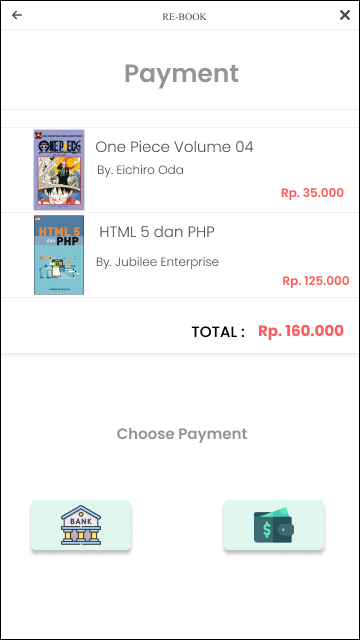 RE-BOOK
Payment
ONE PIECE
One Piece Volume 04
By. Eichiro Oda
Rp. 35.000
HTML 5
dan PHP
HTML 5 dan PHP
By. Jubilee Enterprise
Rp. 125.000
TOTAL : Rp. 160.000
Choose Payment
BANK
$